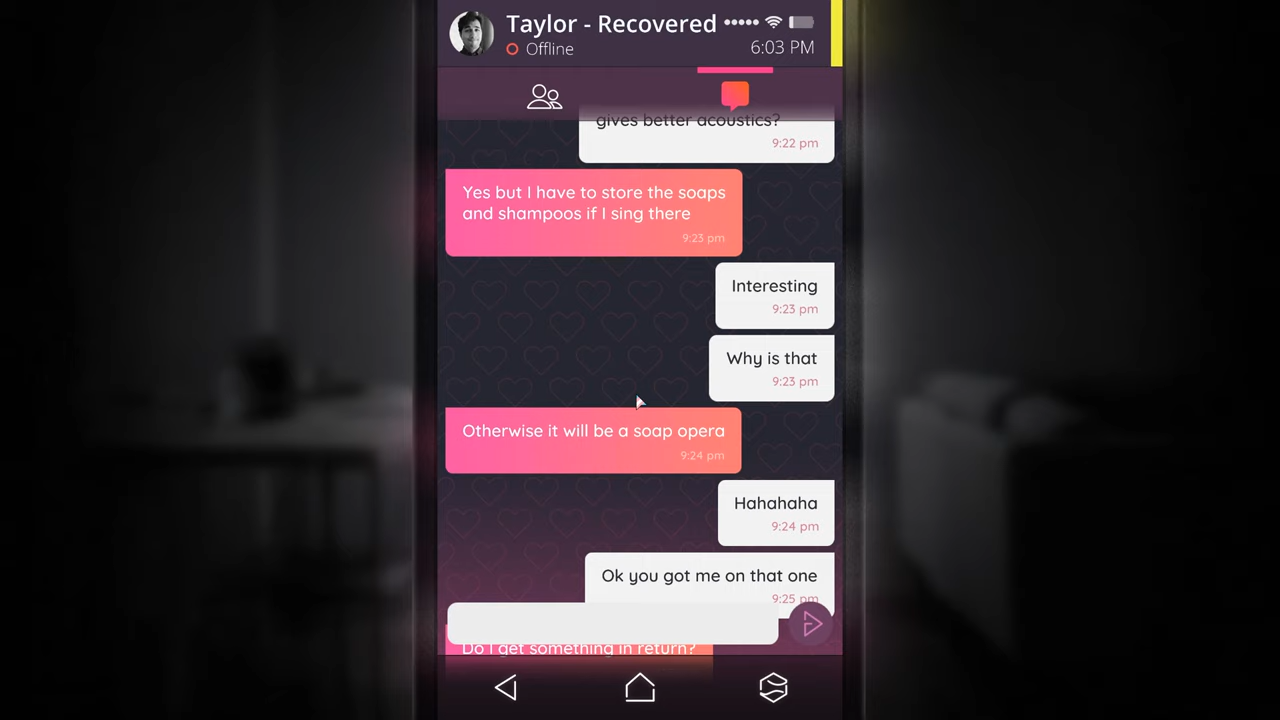 Taylor - Recovered
Offline
6:03 PM
gives better acoustics?
9:22 pm
Yes but I have to store the soaps
and shampoos if I sing there
9:23 pm
Interesting
9:23 pm
Why is that
9:23 pm
Otherwise it will be a soap opera
9:24 pm
Hahahaha
9:24 pm
Ok you got me on that one
9:25 pm
Do I get something in return?